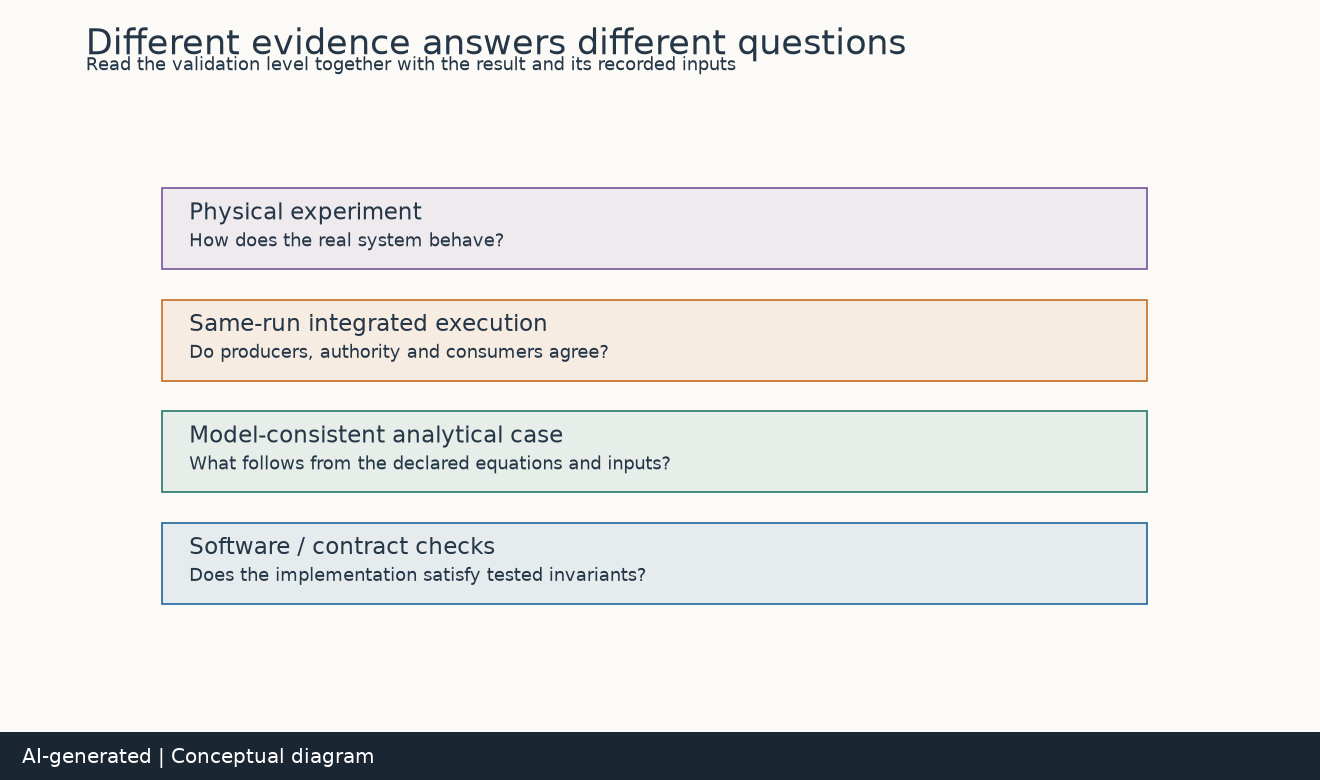 Different evidence answers different questions
Read the validation level together with the result and its recorded inputs
Physical experiment
How does the real system behave?
Same-run integrated execution
Do producers, authority and consumers agree?
Model-consistent analytical case
What follows from the declared equations and inputs?
Software / contract checks
Does the implementation satisfy tested invariants?
AI-generated | Conceptual diagram